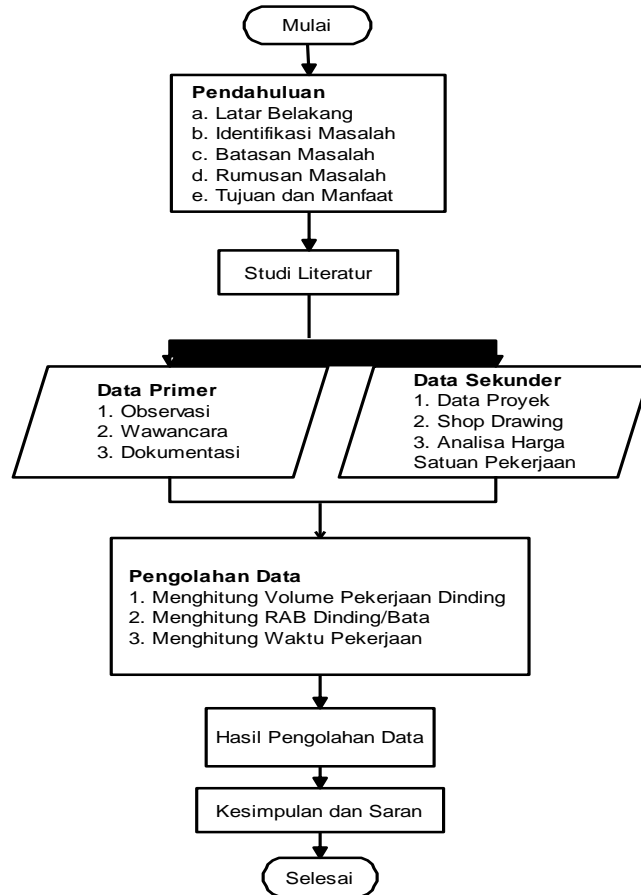 Mulai
Pendahuluan
a. Latar Belakang
b. Identifikasi Masalah
c. Batasan Masalah
d. Rumusan Masalah
e. Tujuan dan Manfaat
Studi Literatur
Data Primer
1. Observasi
2. Wawancara
3. Dokumentasi
Data Sekunder
1. Data Proyek
2. Shop Drawing
3. Analisa Harga
Satuan Pekerjaan
Pengolahan Data
1. Menghitung Volume Pekerjaan Dinding
2. Menghitung RAB Dinding/Bata
3. Menghitung Waktu Pekerjaan
Hasil Pengolahan Data
Kesimpulan dan Saran
Selesai